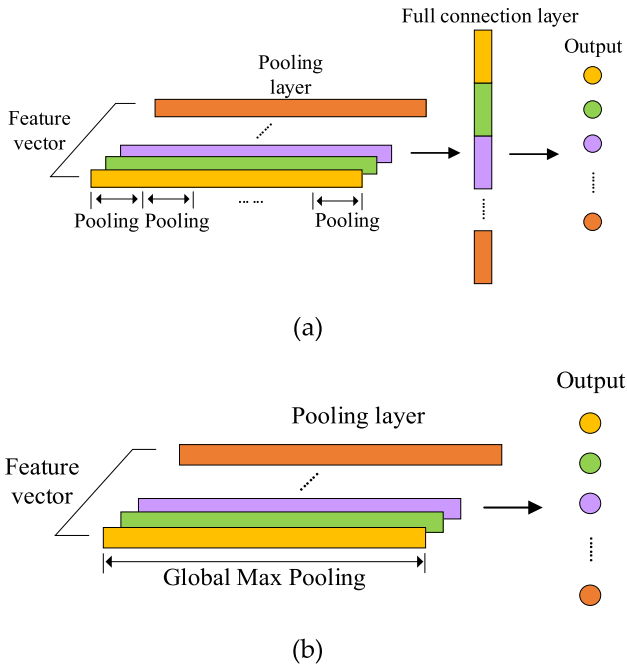 Full connection layer
Output
Pooling
layer
Feature
vector
Pooling Pooling
...... 
Pooling
(a)
Output
Pooling layer
Feature
vector
Global Max Pooling
(b)